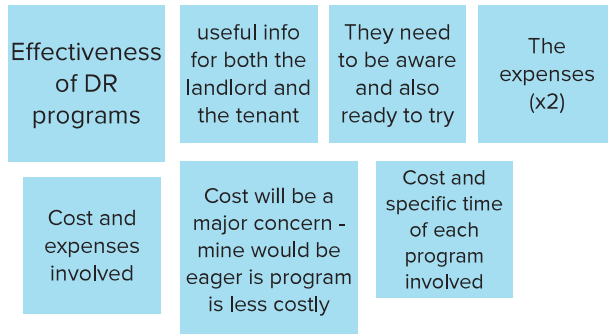 Effectiveness
of DR
programs
useful info
for both the
landlord and
the tenant
They need
to be aware
and also
ready to try
The
expenses
(x2)
Cost and
expenses
involved
Cost will be a
major concern -
mine would be
eager is program
is less costly
Cost and
specific time
of each
program
involved